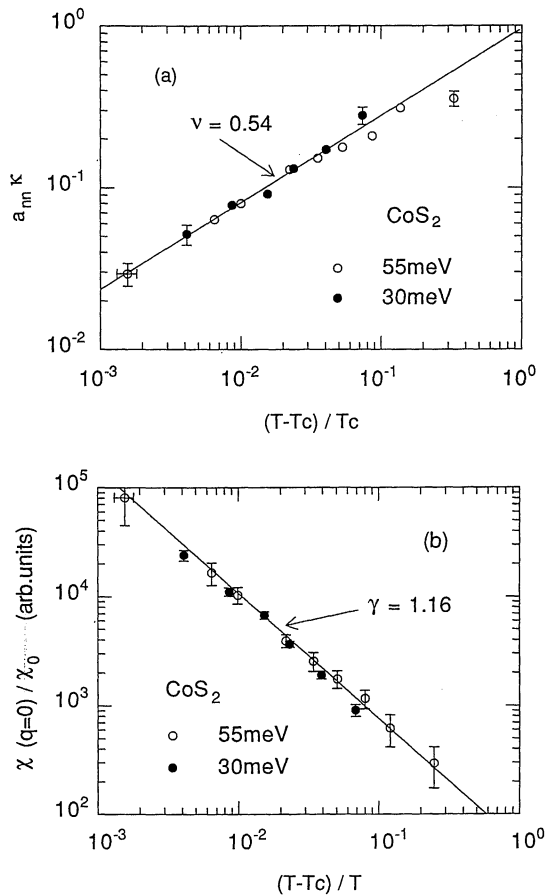 10^0
(a)
ν = 0.54
10^-1
a_nn κ
CoS_2
55meV
30meV
10^-2
10^-3 10^-2 10^-1 10^0
(T-Tc) / Tc
10^5
(b)
10^4
γ = 1.16
χ (q=0) / χ_0 (arb.units)
CoS_2
10^3
55meV
30meV
10^2
10^-3 10^-2 10^-1 10^0
(T-Tc) / T